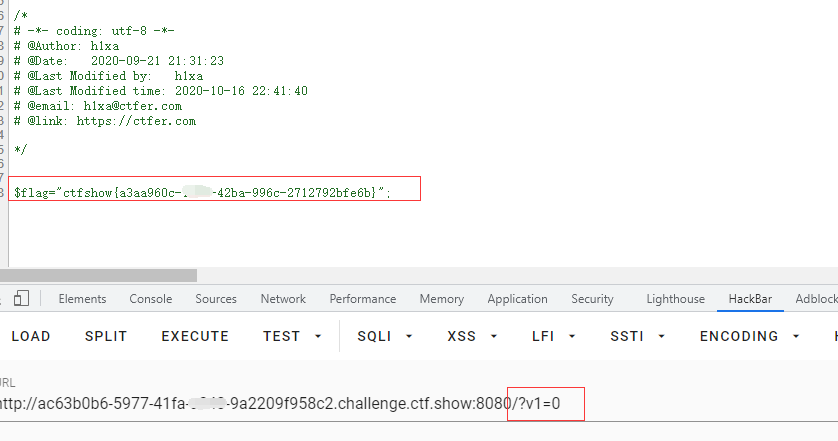 /*
# -*- coding: utf-8 -*-
# @Author: h1xa
# @Date:   2020-09-21 21:31:23
# @Last Modified by:   h1xa
# @Last Modified time: 2020-10-16 22:41:40
# @email: h1xa@ctfer.com
# @link: https://ctfer.com
*/
$flag="ctfshow{a3aa960c- -42ba-996c-2712792bfe6b}";
Elements Console Sources Network Performance Memory Application Security Lighthouse HackBar Adblock
LOAD SPLIT EXECUTE TEST SQLI XSS LFI SSTI ENCODING
URL
http://ac63b0b6-5977-41fa- -9a2209f958c2.challenge.ctf.show:8080/?v1=0